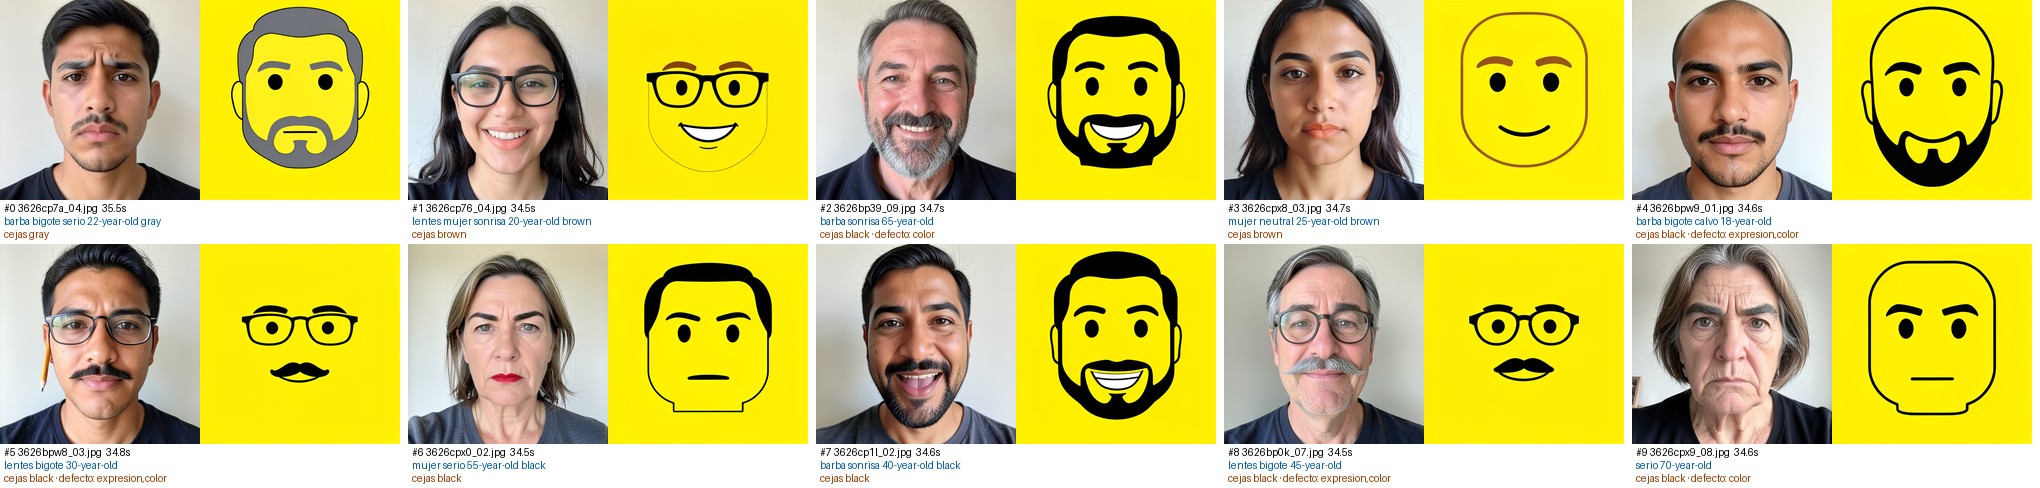 #0 3626cp7a_04.jpg 35.5s
barba bigote serio 22-year-old gray
cejas gray
#1 3626cp76_04.jpg 34.5s
lentes mujer sonrisa 20-year-old brown
cejas brown
#2 3626bp39_09.jpg 34.7s
barba sonrisa 65-year-old
cejas black · defecto: color
#3 3626cpx8_03.jpg 34.7s
mujer neutral 25-year-old brown
cejas brown
#4 3626bpw9_01.jpg 34.6s
barba bigote calvo 18-year-old
cejas black · defecto: expresion,color
#5 3626bpw8_03.jpg 34.8s
lentes bigote 30-year-old
cejas black · defecto: expresion,color
#6 3626cpx0_02.jpg 34.5s
mujer serio 55-year-old black
cejas black
#7 3626cp1l_02.jpg 34.6s
barba sonrisa 40-year-old black
cejas black
#8 3626bp0k_07.jpg 34.5s
lentes bigote 45-year-old
cejas black · defecto: expresion,color
#9 3626cpx9_08.jpg 34.6s
serio 70-year-old
cejas black · defecto: color